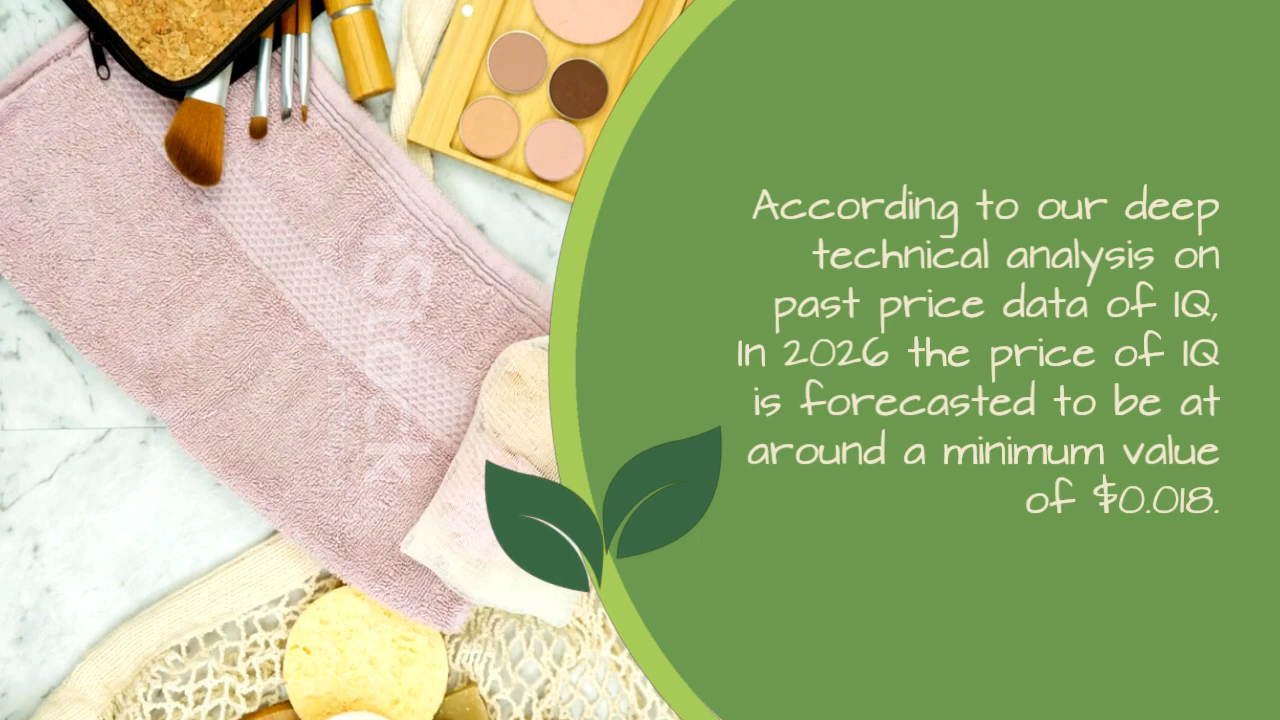 According to our deep
technical analysis on
past price data of IQ,
In 2026 the price of IQ
is forecasted to be at
around a minimum value
of $0.018.
iStock